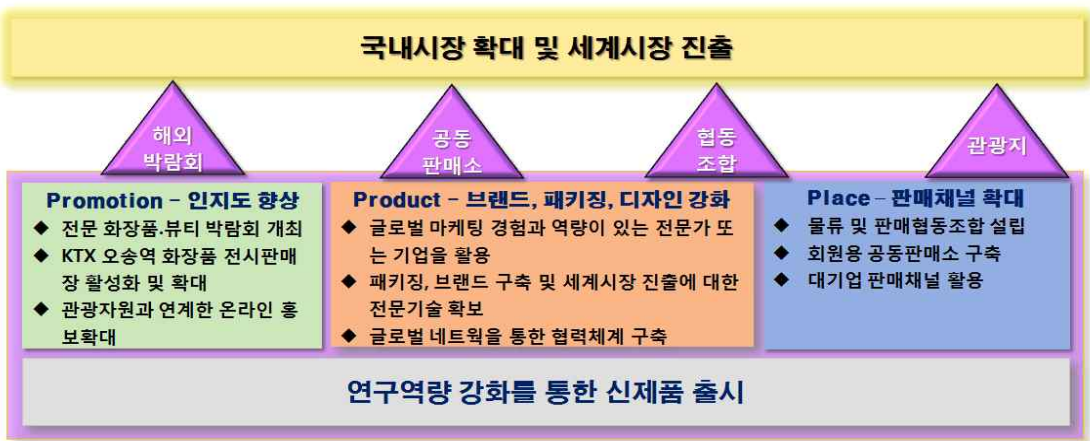 국내시장 확대 및 세계시장 진출
해외
박람회
공동
판매소
협동
조합
관광지
Promotion – 인지도 향상
◆ 전문 화장품.뷰티 박람회 개최
◆ KTX 오송역 화장품 전시판매
장 활성화 및 확대
◆ 관광자원과 연계한 온라인 홍
보확대
Product – 브랜드, 패키징, 디자인 강화
◆ 글로벌 마케팅 경험과 역량이 있는 전문가 또
는 기업을 활용
◆ 패키징, 브랜드 구축 및 세계시장 진출에 대한
전문기술 확보
◆ 글로벌 네트웍을 통한 협력체계 구축
Place – 판매채널 확대
◆ 물류 및 판매협동조합 설립
◆ 회원용 공동판매소 구축
◆ 대기업 판매채널 활용
연구역량 강화를 통한 신제품 출시